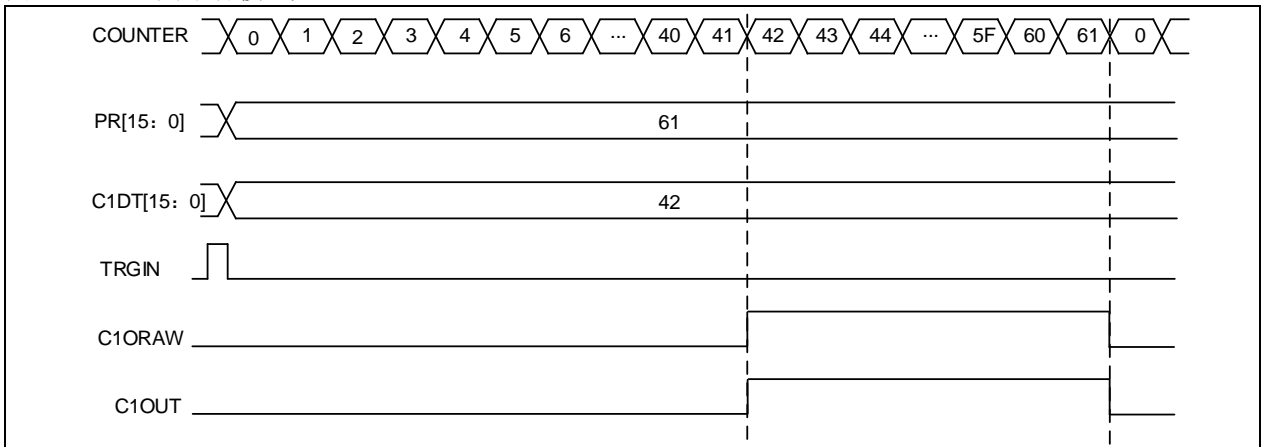 COUNTER 0 1 2 3 4 5 6 ... 40 41 42 43 44 ... 5F 60 61 0
PR[15：0] 61
C1DT[15：0] 42
TRGIN
C1ORAW
C1OUT